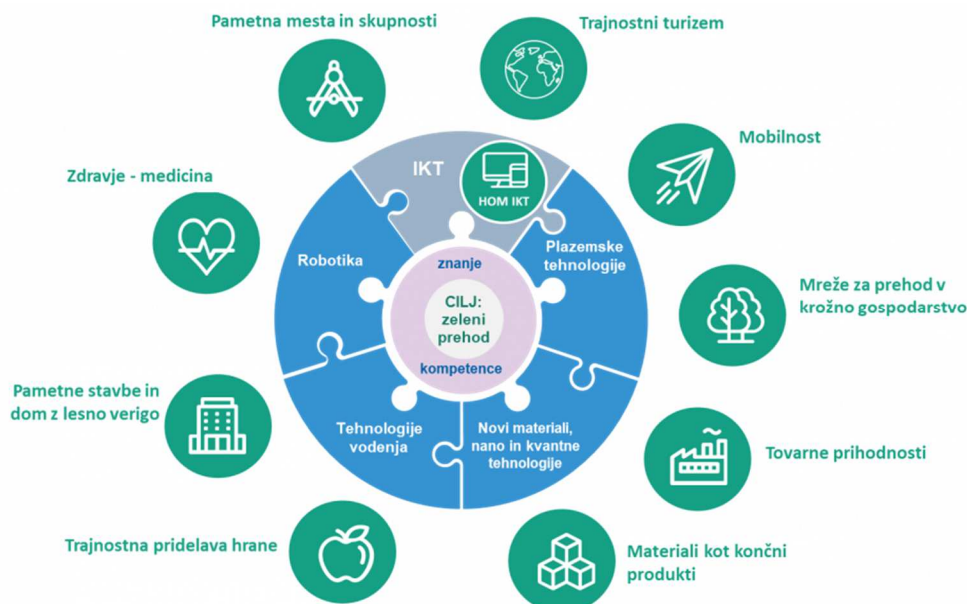 Pametna mesta in skupnosti
Trajnostni turizem
Mobilnost
Zdravje - medicina
IKT
HOM IKT
Robotika
Plazemske
tehnologije
znanje
CILJ:
zeleni
prehod
kompetence
Mreže za prehod v
krožno gospodarstvo
Pametne stavbe in
dom z lesno verigo
Tehnologije
vodenja
Novi materiali,
nano in kvantne
tehnologije
Tovarne prihodnosti
Trajnostna pridelava hrane
Materiali kot končni
produkti